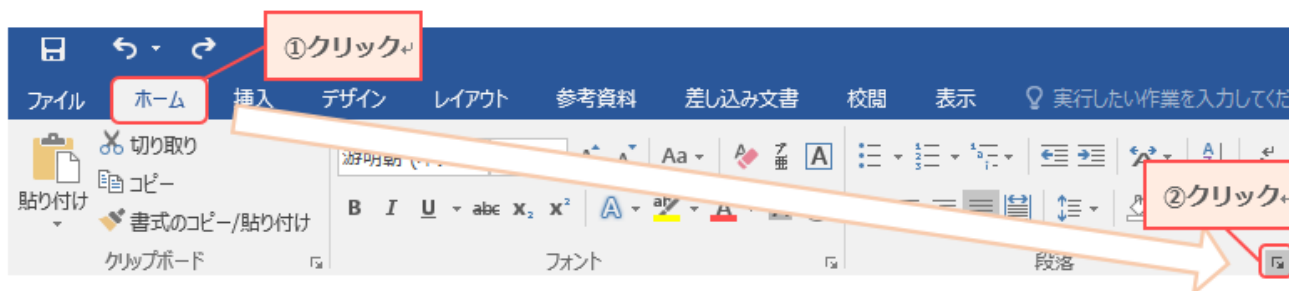 ①クリック
ファイル ホーム 挿入 デザイン レイアウト 参考資料 差し込み文書 校閲 表示 実行したい作業を入力してくだ
切り取り
コピー
貼り付け
書式のコピー/貼り付け
游明朝
Aa
B I U abc X₂ X² A
②クリック
クリップボード フォント 段落